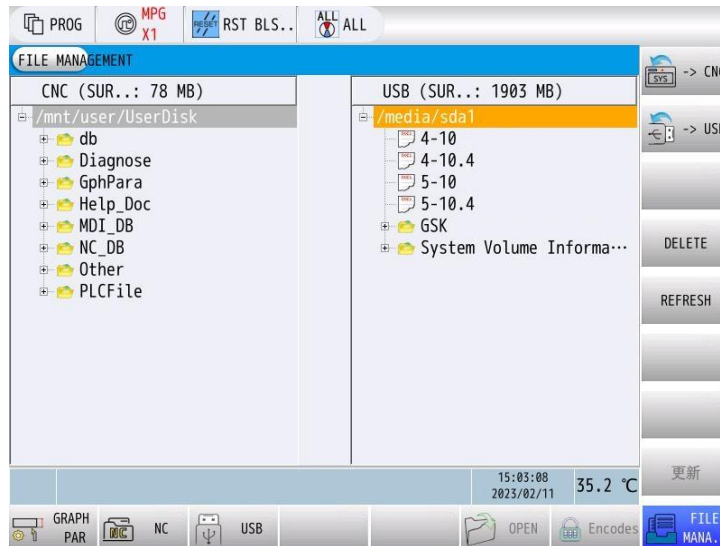 PROG
MPG
X1
RESET
RST BLS..
ALL
ALL
FILE MANAGEMENT
CNC (SUR..: 78 MB)
/mnt/user/UserDisk
db
Diagnose
GphPara
Help_Doc
MDI_DB
NC_DB
Other
PLCFile
USB (SUR..: 1903 MB)
/media/sda1
4-10
4-10.4
5-10
5-10.4
GSK
System Volume Informa…
SYS
-> CN
-> US
DELETE
REFRESH
更新
15:03:08
2023/02/11
35.2 ℃
GRAPH
PAR
NC
NC
USB
OPEN
Encodes
FILE
MANA.